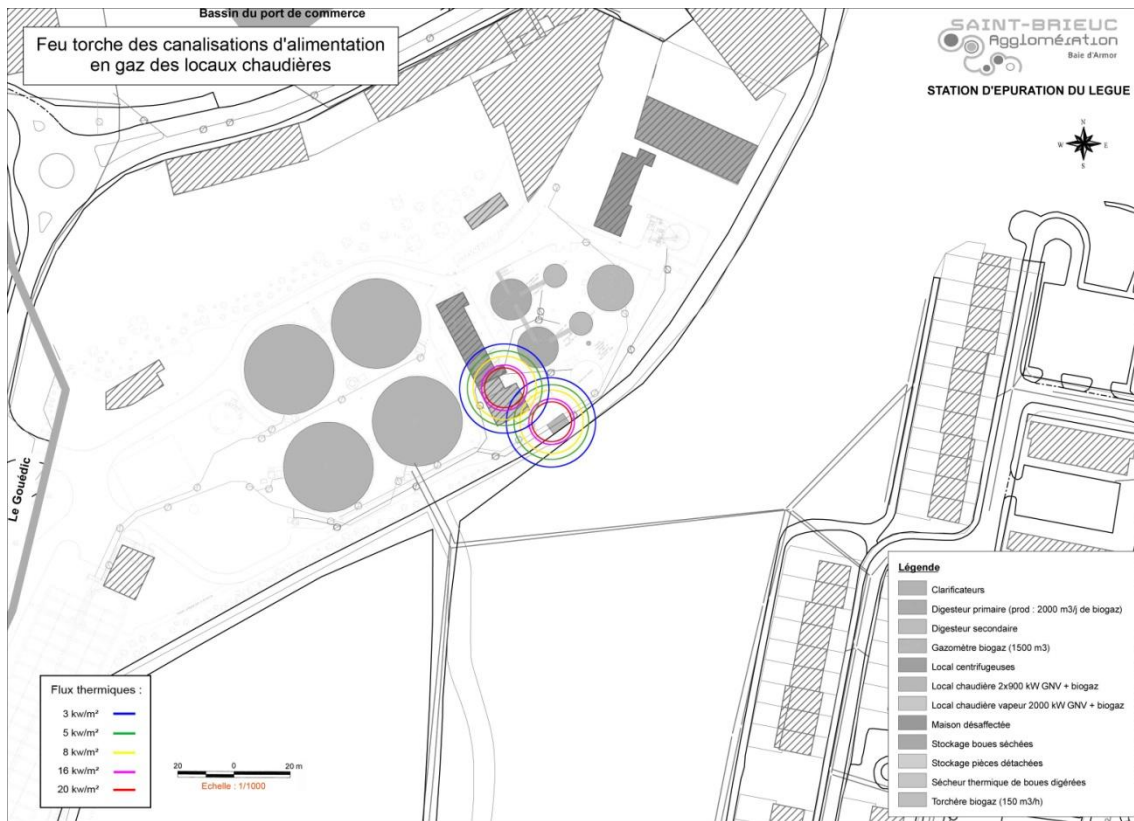 Bassin du port de commerce
Feu torche des canalisations d'alimentation
en gaz des locaux chaudières
SAINT-BRIEUC
Agglomération
Baie d'Armor
STATION D'EPURATION DU LEGUE
N
W E
S
Le Gouédic
Légende
Clarificateurs
Digesteur primaire (prod : 2000 m3/j de biogaz)
Digesteur secondaire
Gazomètre biogaz (1500 m3)
Local centrifugeuses
Local chaudière 2x900 kW GNV + biogaz
Local chaudière vapeur 2000 kW GNV + biogaz
Maison désaffectée
Stockage boues séchées
Stockage pièces détachées
Sécheur thermique de boues digérées
Torchère biogaz (150 m3/h)
Flux thermiques :
3 kw/m²
5 kw/m²
8 kw/m²
16 kw/m²
20 kw/m²
20 0 20 m
Echelle : 1/1000